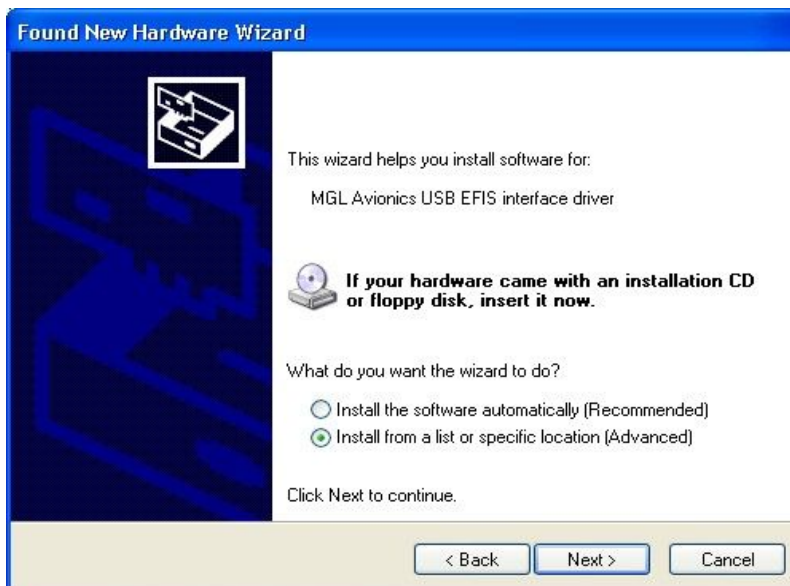 Found New Hardware Wizard
This wizard helps you install software for:
MGL Avionics USB EFIS interface driver
If your hardware came with an installation CD
or floppy disk, insert it now.
What do you want the wizard to do?
Install the software automatically (Recommended)
Install from a list or specific location (Advanced)
Click Next to continue.
< Back
Next >
Cancel